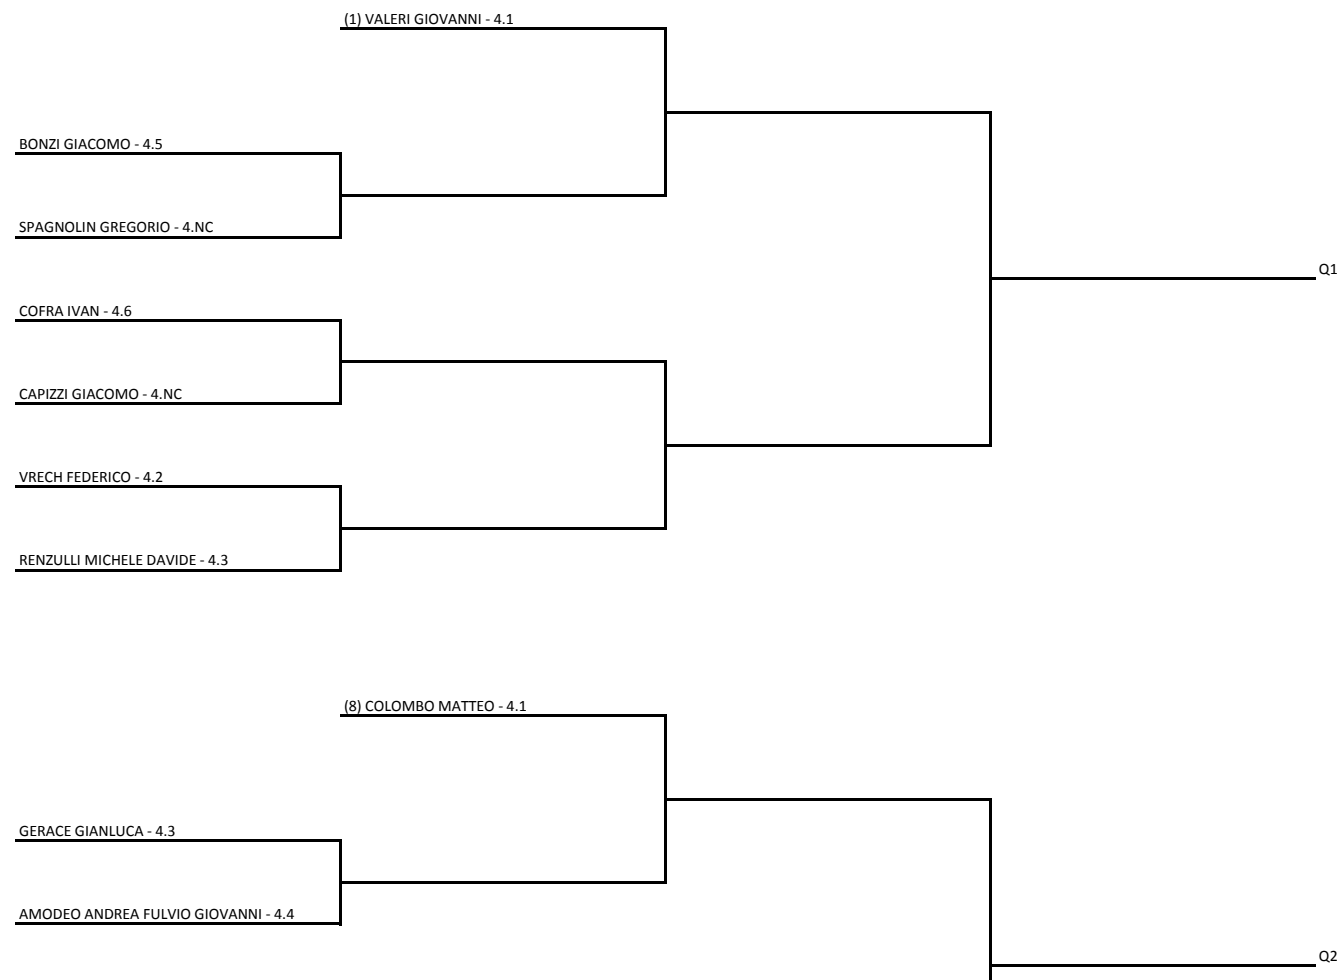 (1) VALERI GIOVANNI - 4.1
BONZI GIACOMO - 4.5
SPAGNOLIN GREGORIO - 4.NC
Q1
COFRA IVAN - 4.6
CAPIZZI GIACOMO - 4.NC
VRECH FEDERICO - 4.2
RENZULLI MICHELE DAVIDE - 4.3
(8) COLOMBO MATTEO - 4.1
GERACE GIANLUCA - 4.3
AMODEO ANDREA FULVIO GIOVANNI - 4.4
Q2